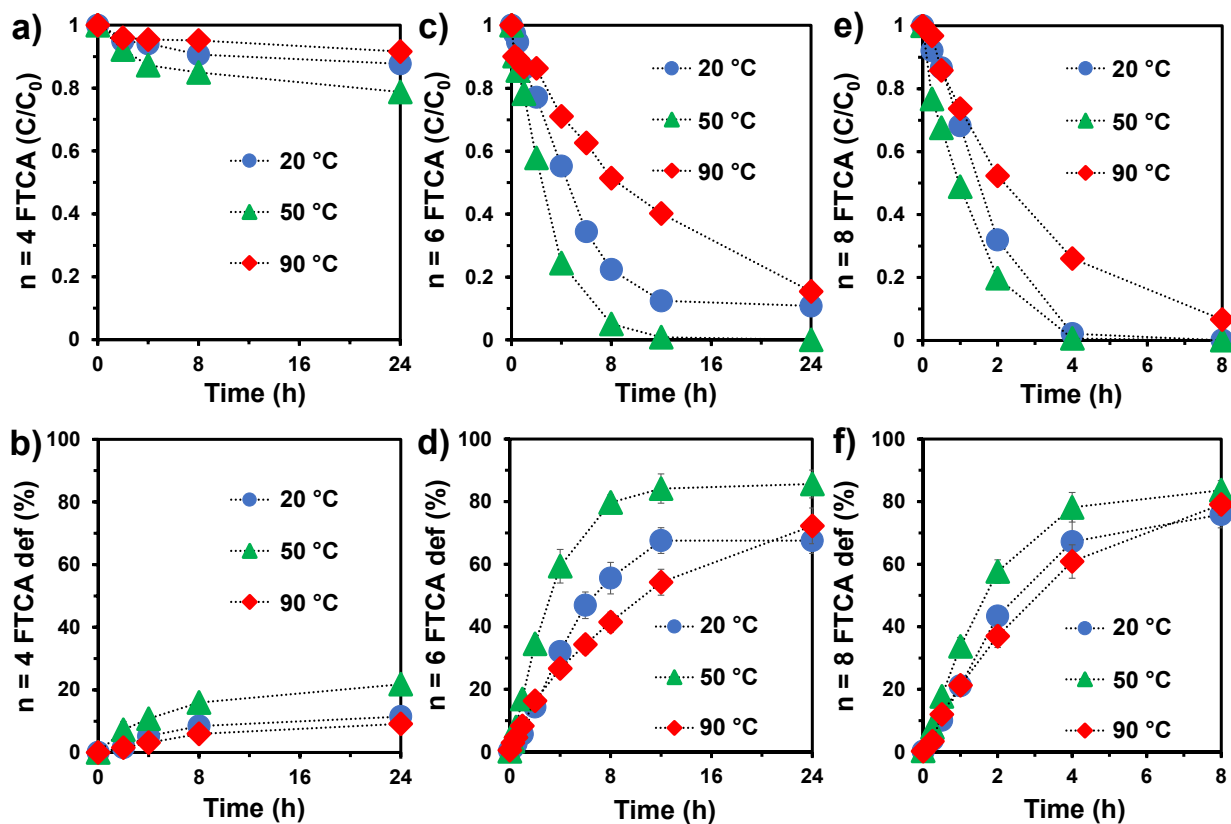 a)
n = 4 FTCA (C/C₀)
1
0.8
0.6
0.4
0.2
0
20 °C
50 °C
90 °C
0 8 16 24
Time (h)
c)
n = 6 FTCA (C/C₀)
1
0.8
0.6
0.4
0.2
0
20 °C
50 °C
90 °C
0 8 16 24
Time (h)
e)
n = 8 FTCA (C/C₀)
1
0.8
0.6
0.4
0.2
0
20 °C
50 °C
90 °C
0 2 4 6 8
Time (h)
b)
n = 4 FTCA def (%)
100
80
60
40
20
0
20 °C
50 °C
90 °C
0 8 16 24
Time (h)
d)
n = 6 FTCA def (%)
100
80
60
40
20
0
20 °C
50 °C
90 °C
0 8 16 24
Time (h)
f)
n = 8 FTCA def (%)
100
80
60
40
20
0
20 °C
50 °C
90 °C
0 2 4 6 8
Time (h)